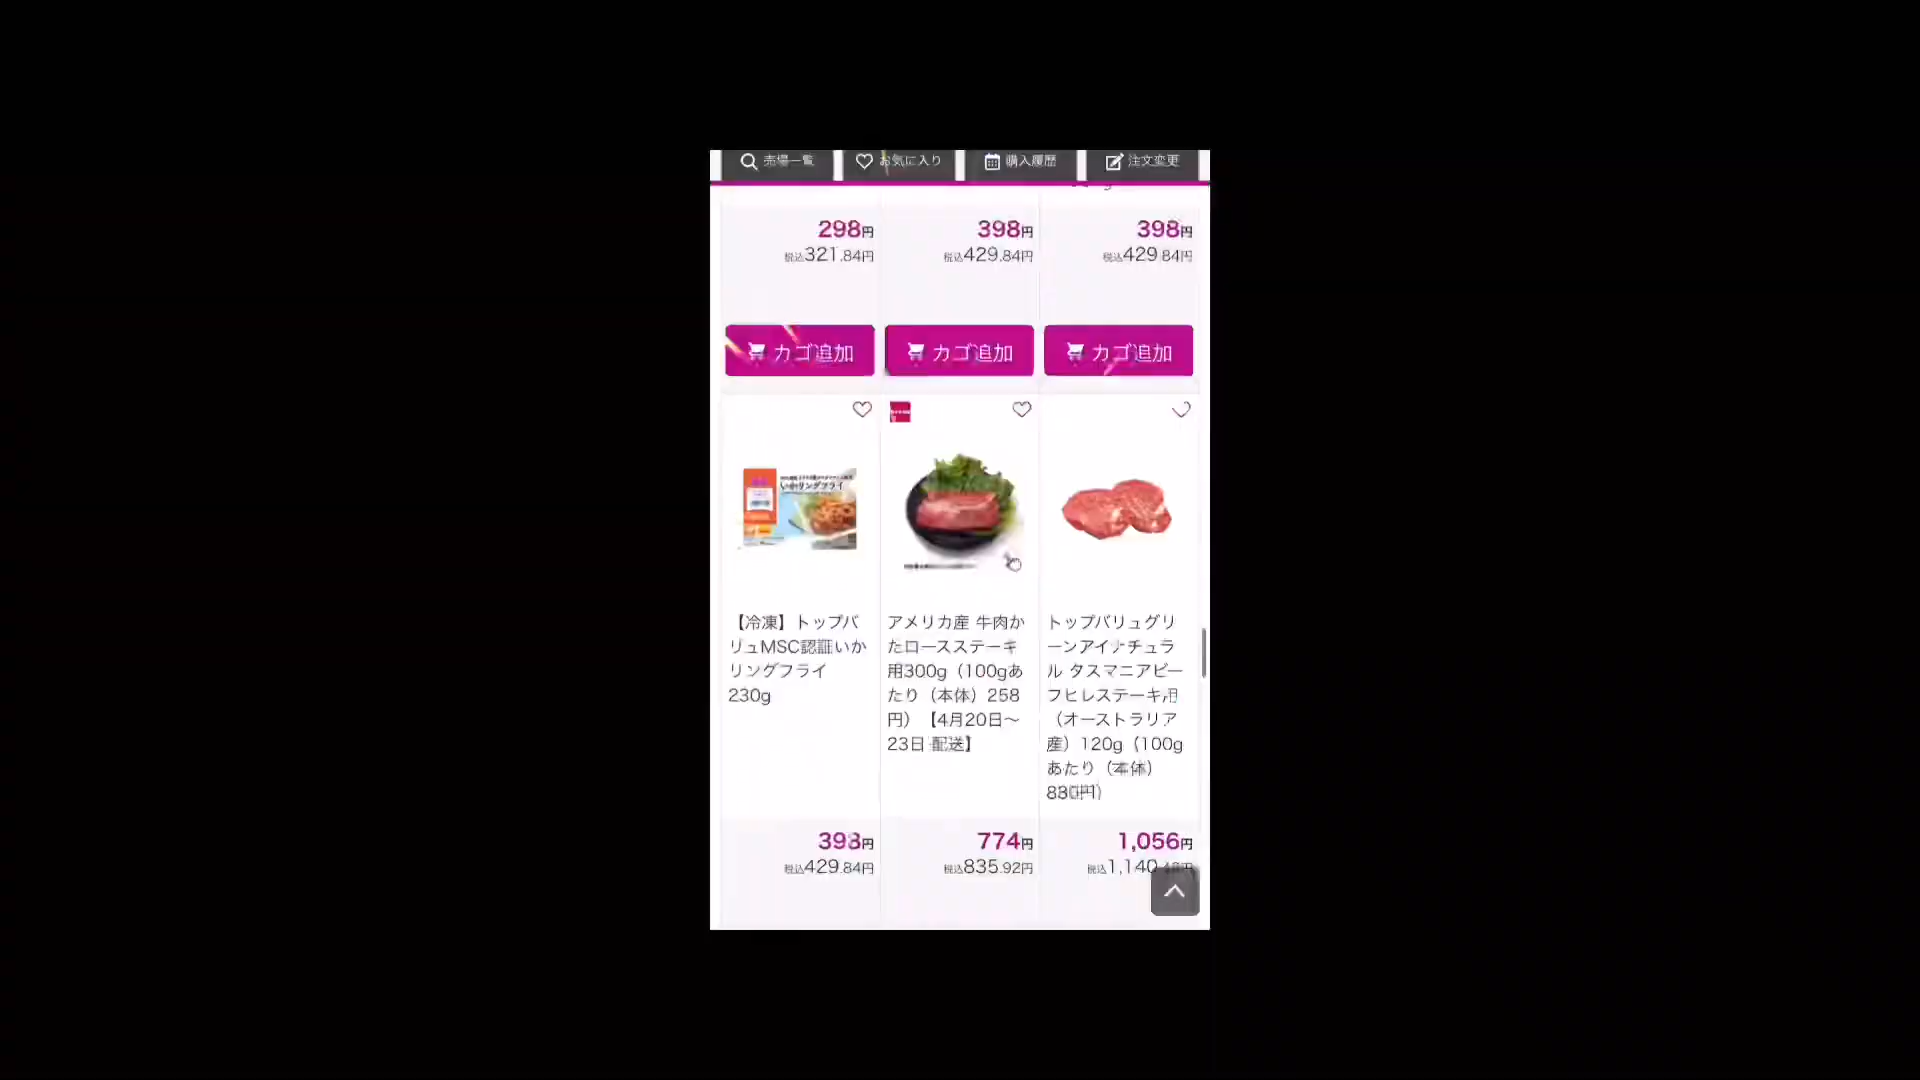 売場一覧 お気に入り 購入履歴 注文変更
298円 398円 398円
税込321.84円 税込429.84円 税込429.84円
カゴ追加 カゴ追加 カゴ追加
いかリングフライ
【冷凍】トップバ
リュMSC認証いか
リングフライ
230g
アメリカ産 牛肉か
たロースステーキ
用300g（100gあ
たり（本体）258
円）【4月20日～
23日 配送】
トップバリュグリ
ーンアイナチュラ
ル タスマニアビー
フヒレステーキ用
（オーストラリア
産）120g（100g
あたり（本体）
880円）
398円 774円 1,056円
税込429.84円 税込835.92円 税込1,140